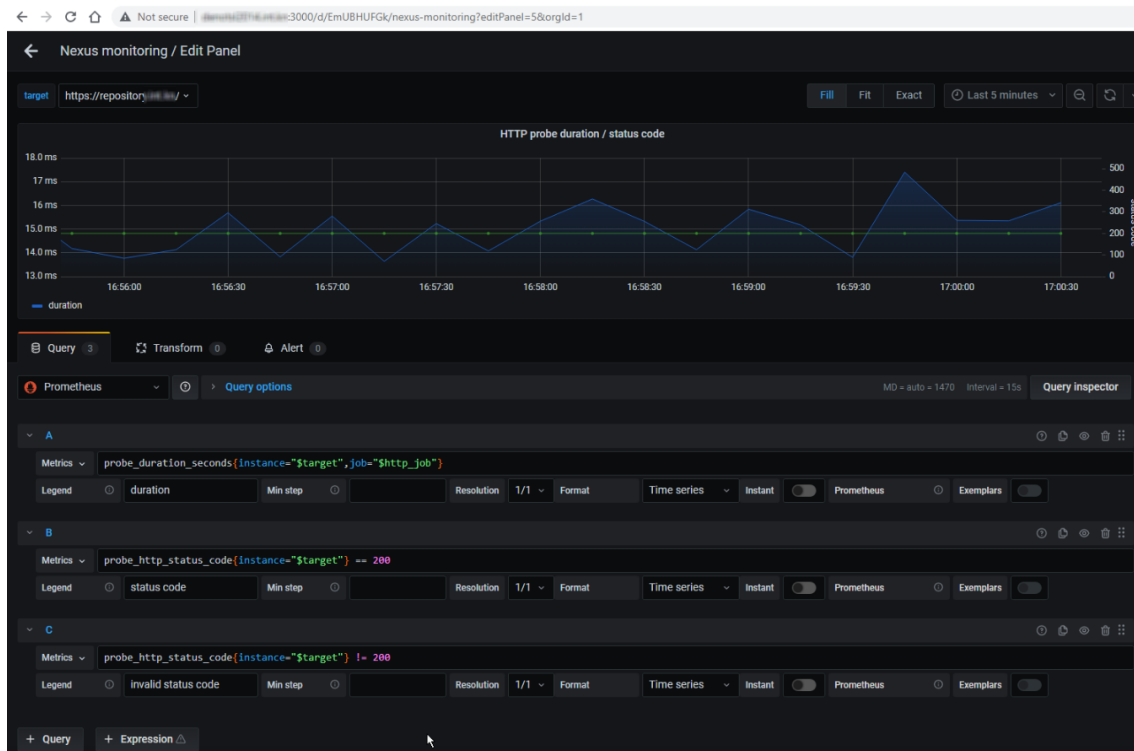 Not secure :3000/d/EmUBHUFGk/nexus-monitoring?editPanel=5&orgId=1
Nexus monitoring / Edit Panel
target https://repository / Fill Fit Exact Last 5 minutes
HTTP probe duration / status code
18.0 ms
17 ms
16 ms
15.0 ms
14.0 ms
13.0 ms
500
400
300
200
100
0
status code
16:56:00 16:56:30 16:57:00 16:57:30 16:58:00 16:58:30 16:59:00 16:59:30 17:00:00 17:00:30
duration
Query 3 Transform 0 Alert 0
Prometheus > Query options MD = auto = 1470 Interval = 15s Query inspector
A
Metrics probe_duration_seconds{instance="$target",job="$http_job"}
Legend duration Min step Resolution 1/1 Format Time series Instant Prometheus Exemplars
B
Metrics probe_http_status_code{instance="$target"} == 200
Legend status code Min step Resolution 1/1 Format Time series Instant Prometheus Exemplars
C
Metrics probe_http_status_code{instance="$target"} != 200
Legend invalid status code Min step Resolution 1/1 Format Time series Instant Prometheus Exemplars
+ Query + Expression